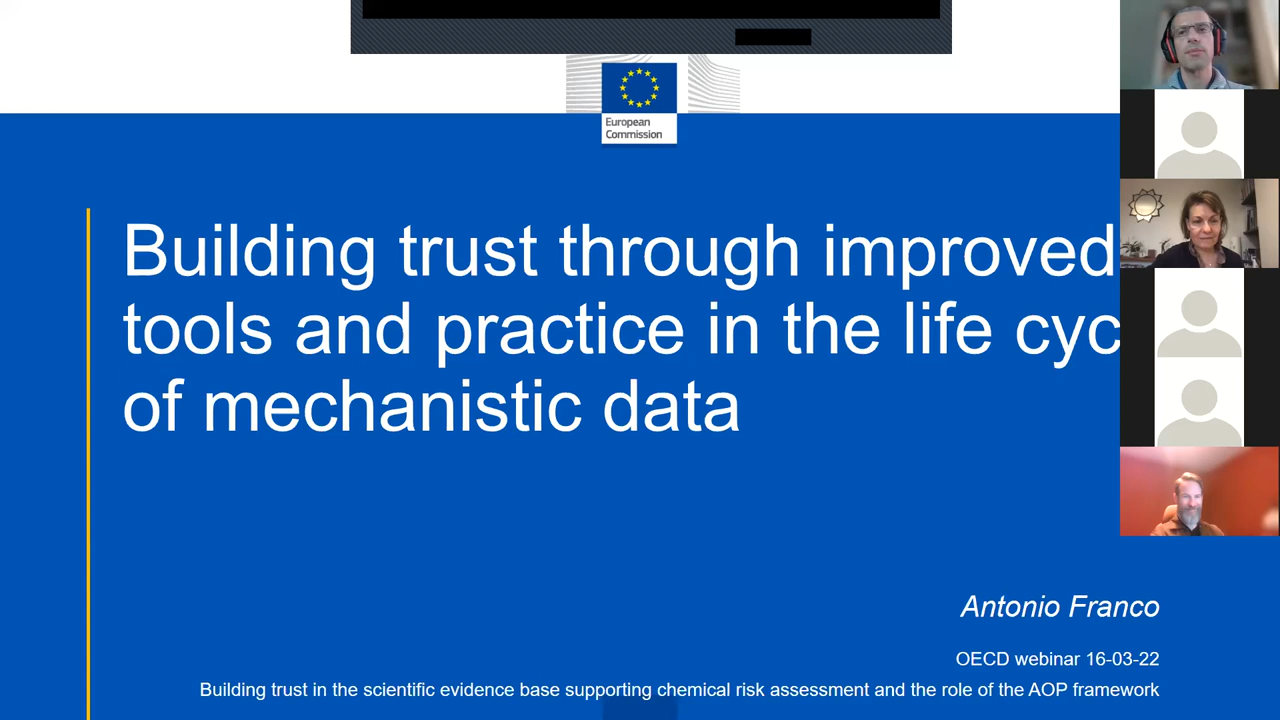 European
Commission
Building trust through improved
tools and practice in the life cyc
of mechanistic data
Antonio Franco
OECD webinar 16-03-22
Building trust in the scientific evidence base supporting chemical risk assessment and the role of the AOP framework